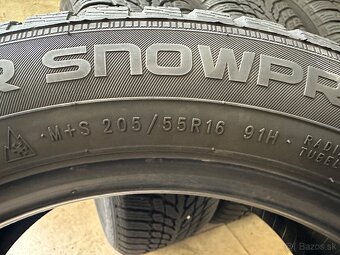 R SNOWPR
M+S 205/55R16 91H RADI
TUBEL
Bazos.sk